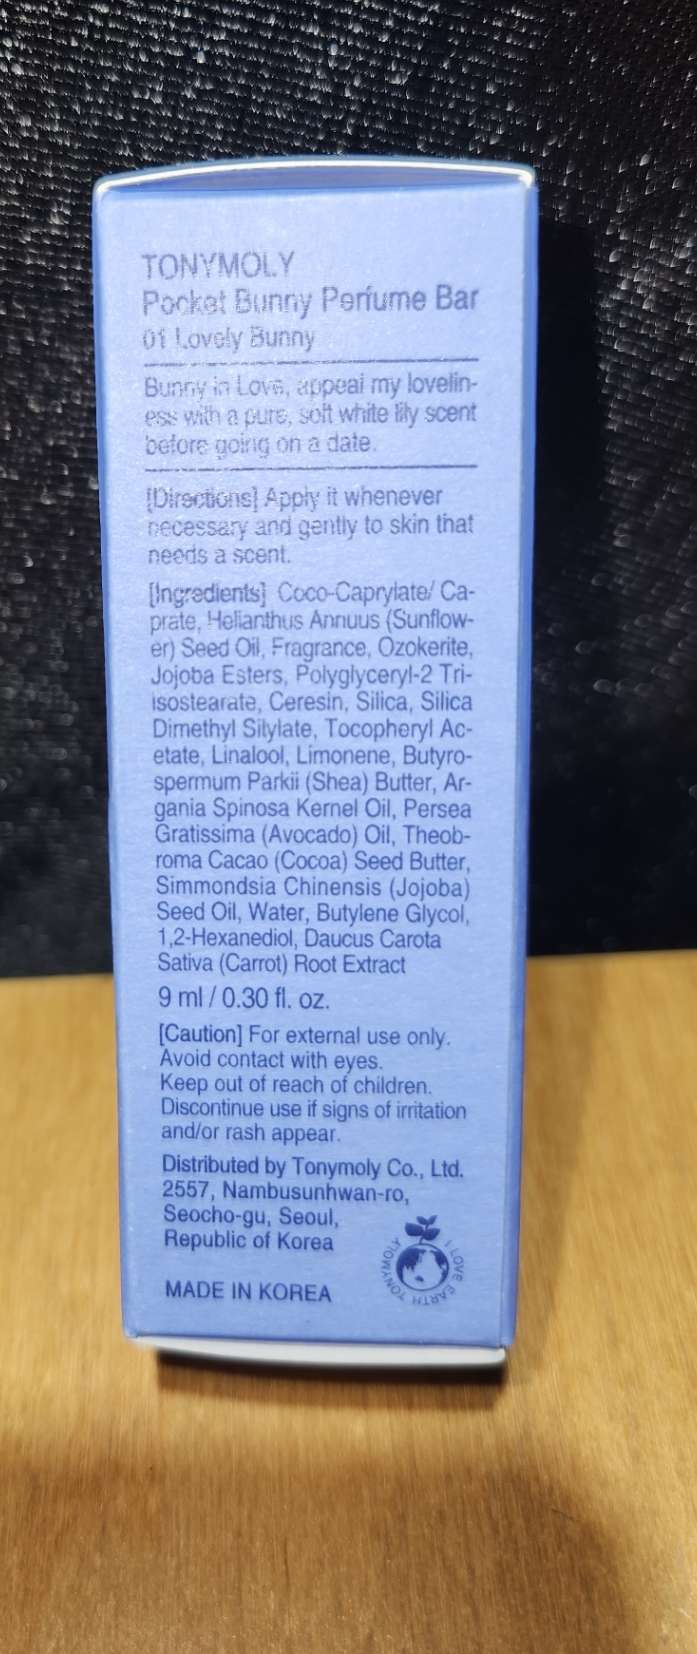 TONYMOLY
Pocket Bunny Perfume Bar
01 Lovely Bunny
Bunny in Love, appeal my lovelin-
ess with a pure, soft white lily scent
before going on a date.
[Directions] Apply it whenever
necessary and gently to skin that
needs a scent.
[Ingredients] Coco-Caprylate/ Ca-
prate, Helianthus Annuus (Sunflow-
er) Seed Oil, Fragrance, Ozokerite,
Jojoba Esters, Polyglyceryl-2 Tri-
isostearate, Ceresin, Silica, Silica
Dimethyl Silylate, Tocopheryl Ac-
etate, Linalool, Limonene, Butyro-
spermum Parkii (Shea) Butter, Ar-
gania Spinosa Kernel Oil, Persea
Gratissima (Avocado) Oil, Theob-
roma Cacao (Cocoa) Seed Butter,
Simmondsia Chinensis (Jojoba)
Seed Oil, Water, Butylene Glycol,
1,2-Hexanediol, Daucus Carota
Sativa (Carrot) Root Extract
9 ml / 0.30 fl. oz.
[Caution] For external use only.
Avoid contact with eyes.
Keep out of reach of children.
Discontinue use if signs of irritation
and/or rash appear.
Distributed by Tonymoly Co., Ltd.
2557, Nambusunhwan-ro,
Seocho-gu, Seoul,
Republic of Korea
MADE IN KOREA
TONYMOLY I LOVE EARTH